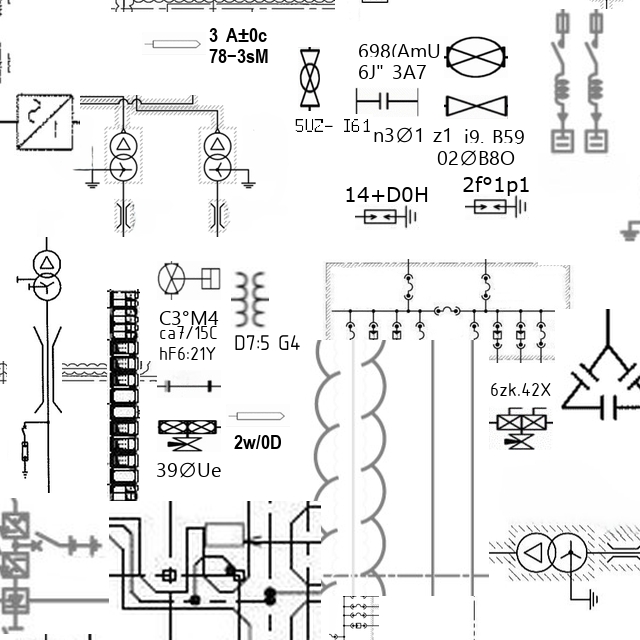 3 A±0c
78−3sM
698(AmU
6J" 3A7
5UZ- I61
n3∅1 z1 i9. B59
02∅B8O
14+D0H
2f°1p1
C3°M4
ca7/15C
hF6:21Y
D7:5 G4
6zk.42X
2w/0D
39∅Ue